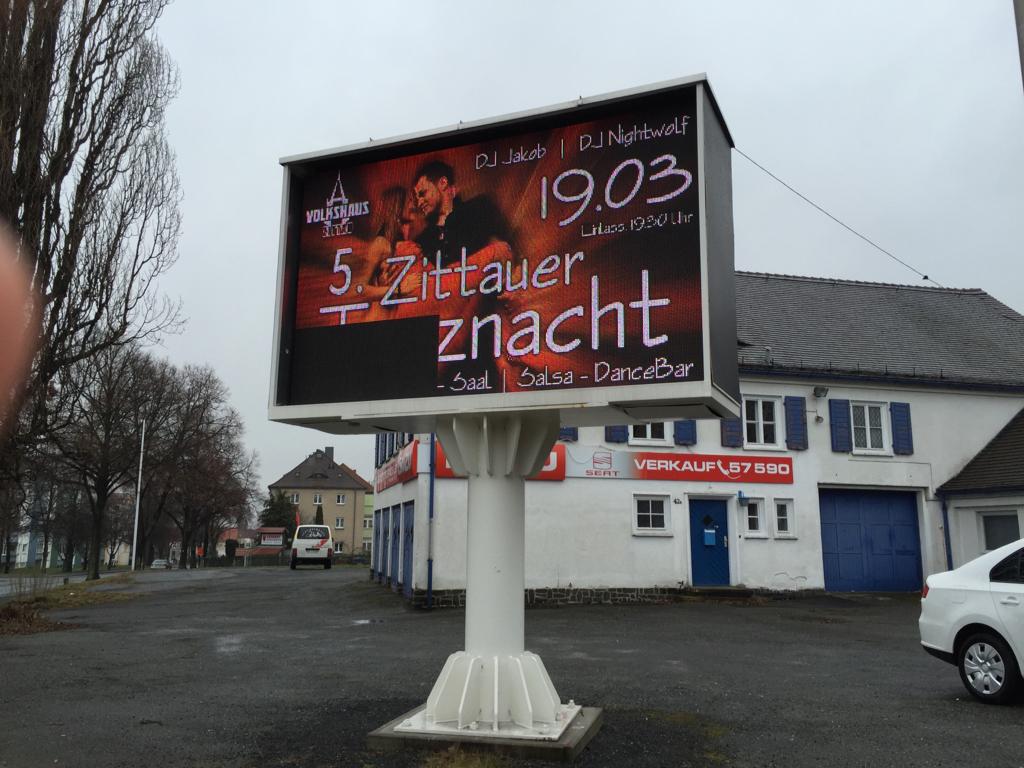 DJ Jakob | DJ Nightwolf
19.03
Einlass: 19.30 Uhr
VOLKSHAUS
5. Zittauer
znacht
- Saal | Salsa - DanceBar
SEAT
VERKAUF 57 590